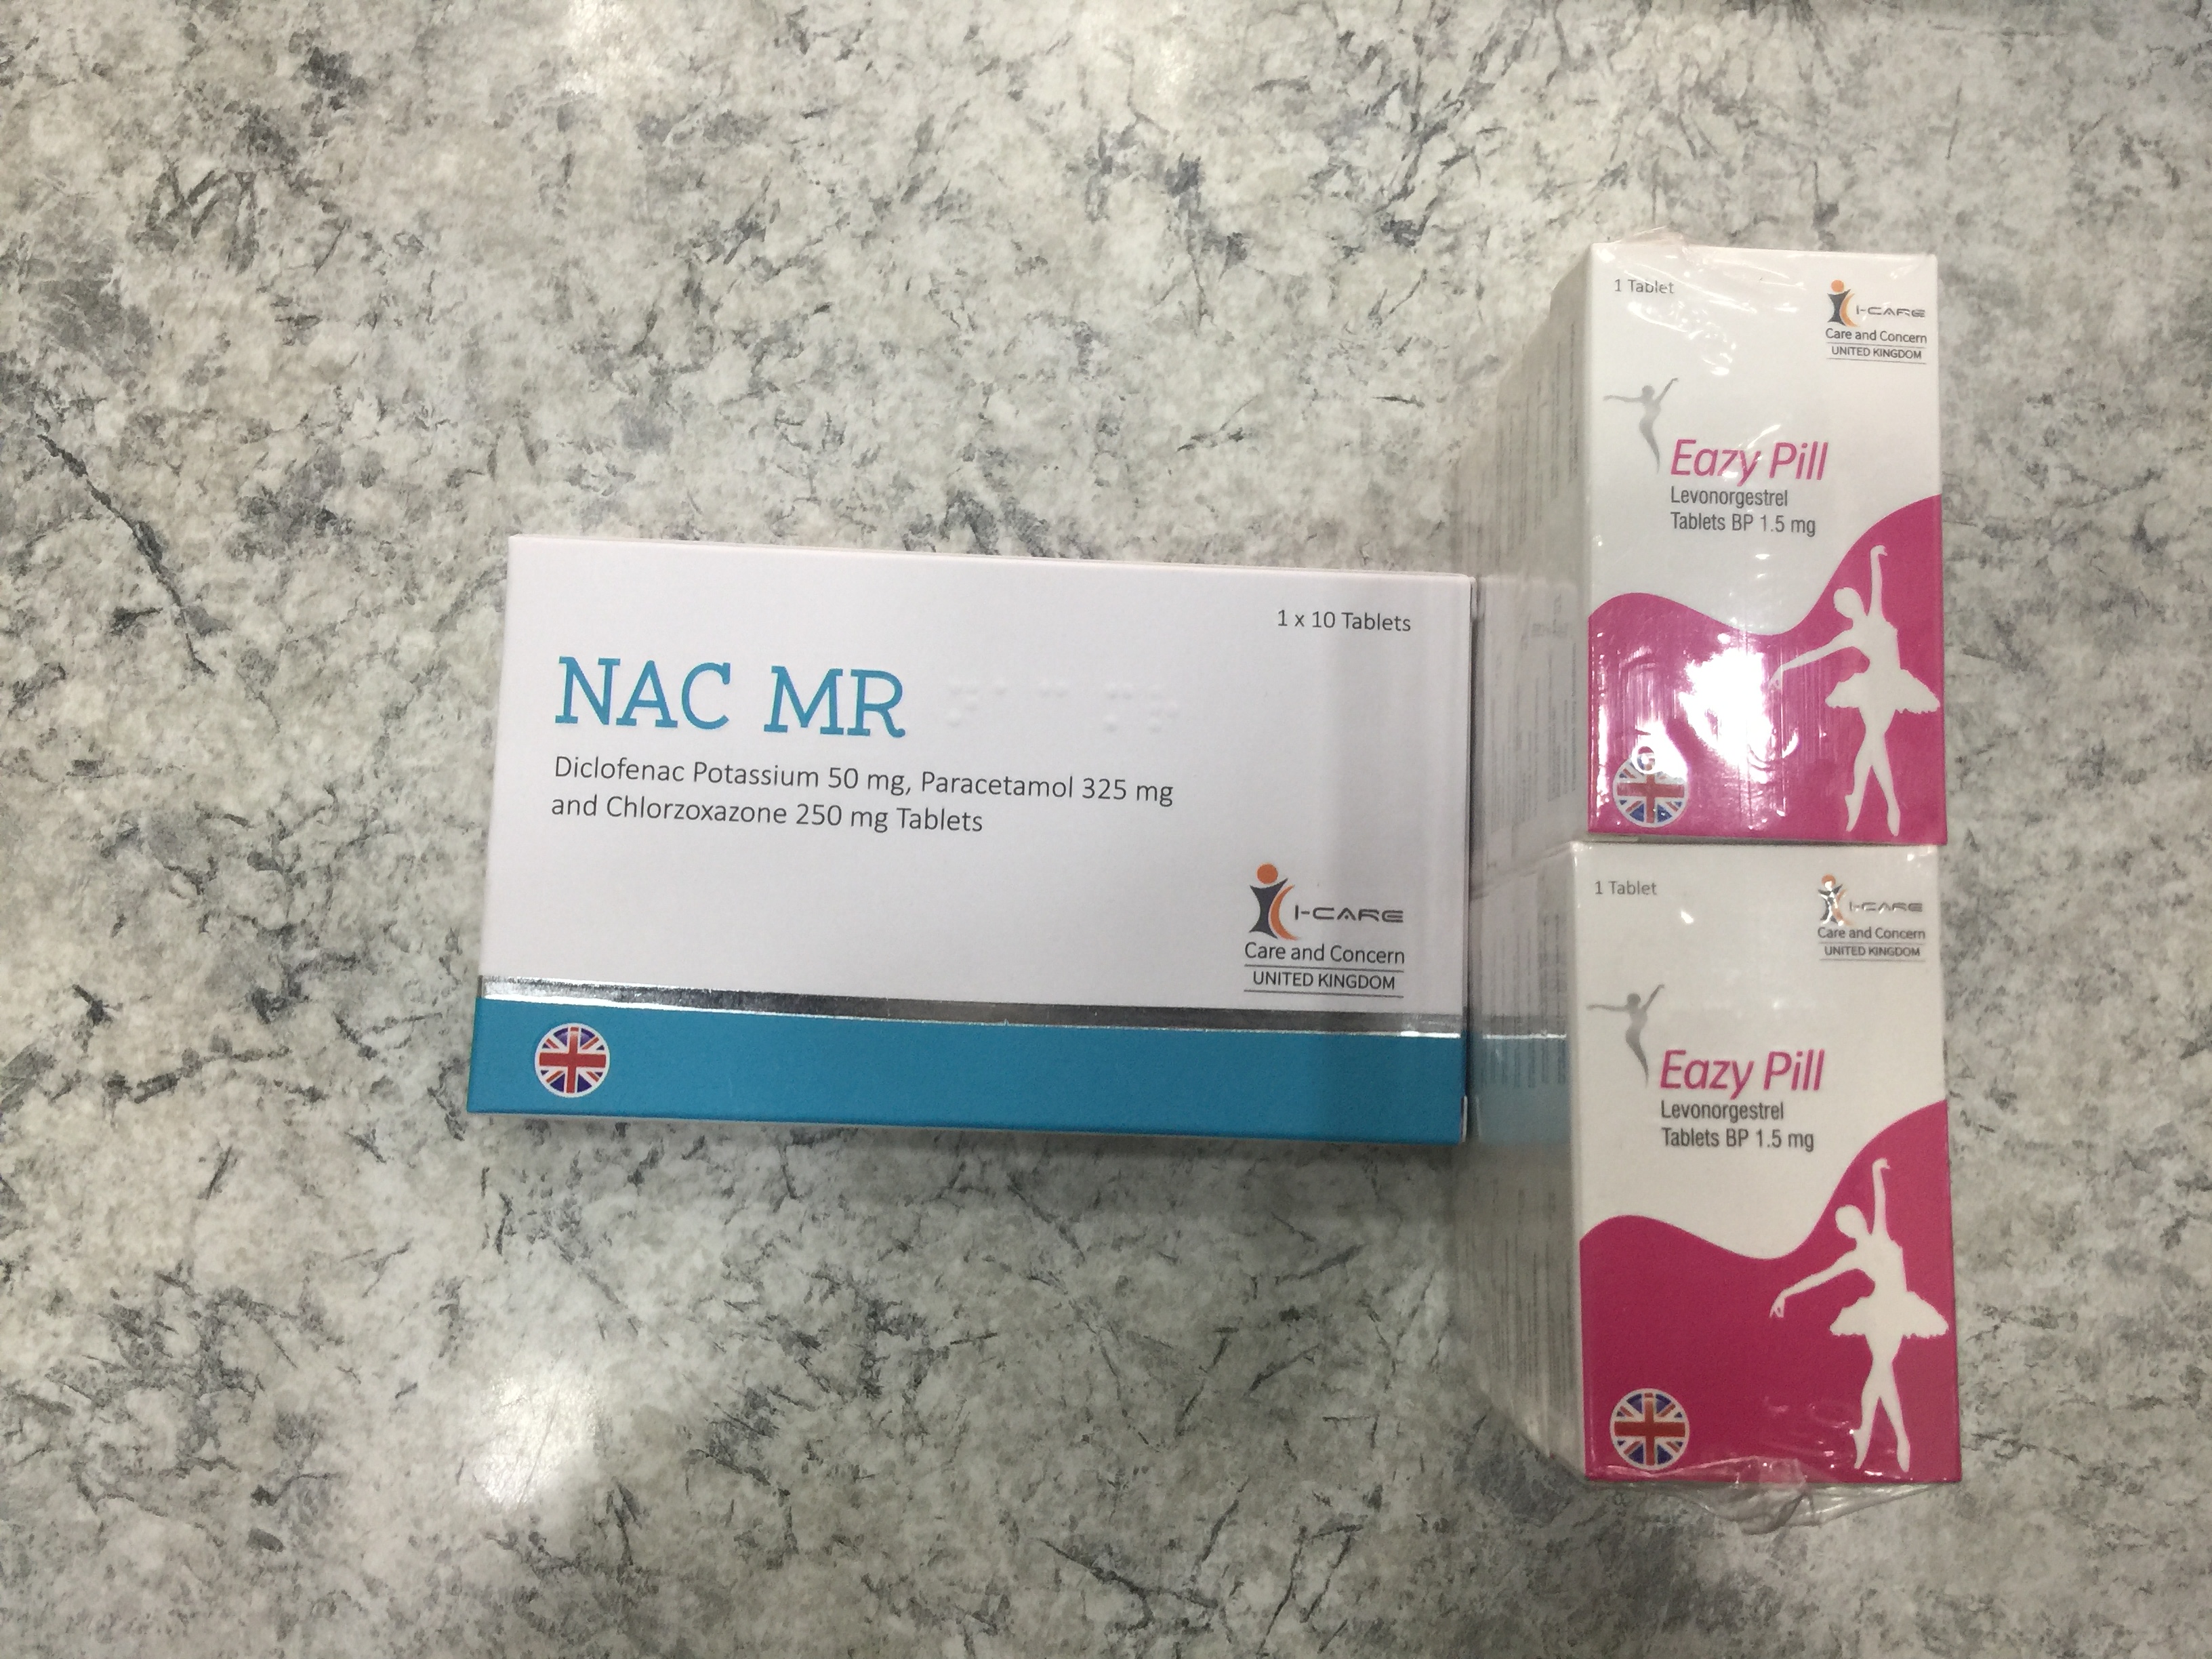 1 x 10 Tablets
NAC MR
Diclofenac Potassium 50 mg, Paracetamol 325 mg
and Chlorzoxazone 250 mg Tablets
I-CARE
Care and Concern
UNITED KINGDOM
1 Tablet
I-CARE
Care and Concern
UNITED KINGDOM
Eazy Pill
Levonorgestrel
Tablets BP 1.5 mg
G
1 Tablet
I-CARE
Care and Concern
UNITED KINGDOM
Eazy Pill
Levonorgestrel
Tablets BP 1.5 mg